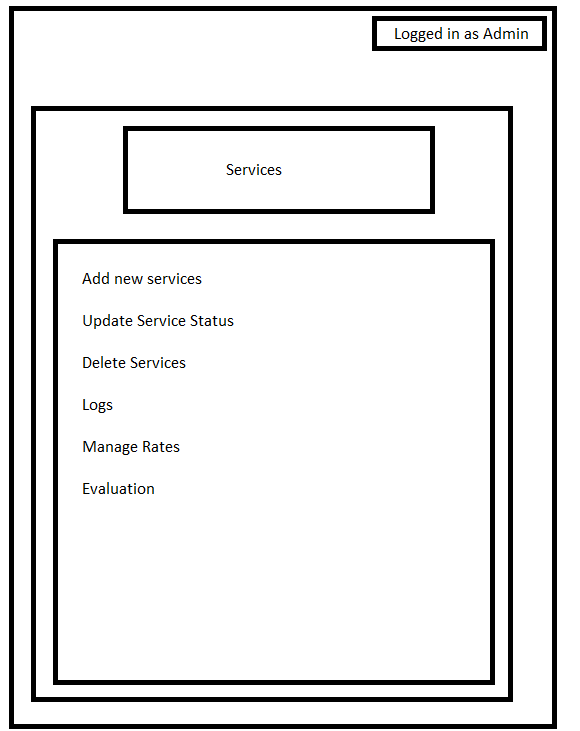 Logged in as Admin
Services
Add new services
Update Service Status
Delete Services
Logs
Manage Rates
Evaluation